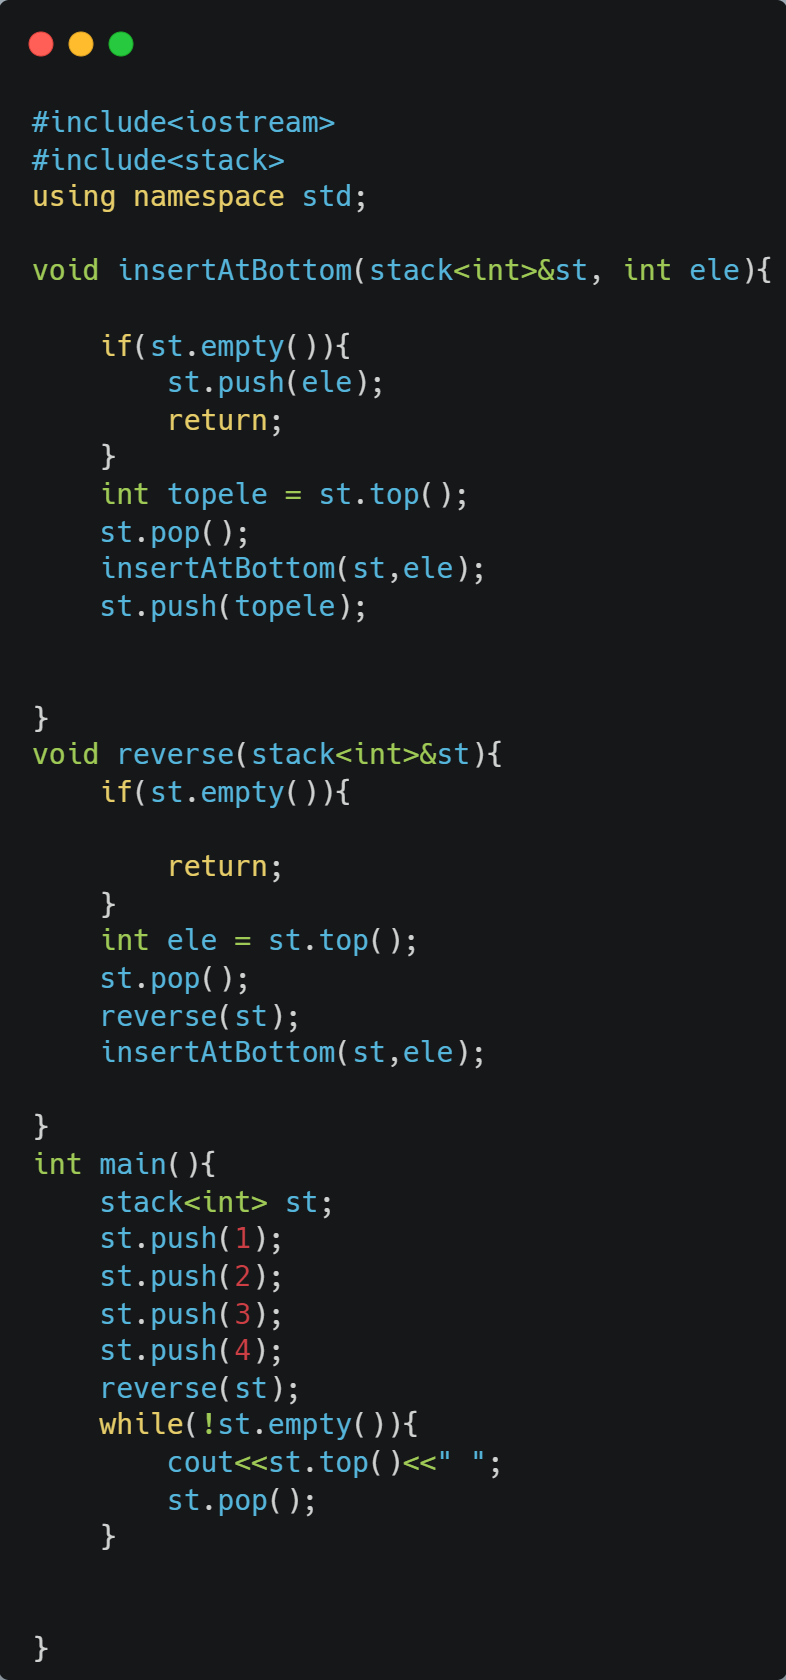 #include<iostream>
#include<stack>
using namespace std;

void insertAtBottom(stack<int>&st, int ele){

    if(st.empty()){
        st.push(ele);
        return;
    }
    int topele = st.top();
    st.pop();
    insertAtBottom(st,ele);
    st.push(topele);


}
void reverse(stack<int>&st){
    if(st.empty()){

        return;
    }
    int ele = st.top();
    st.pop();
    reverse(st);
    insertAtBottom(st,ele);

}
int main(){
    stack<int> st;
    st.push(1);
    st.push(2);
    st.push(3);
    st.push(4);
    reverse(st);
    while(!st.empty()){
        cout<<st.top()<<" ";
        st.pop();
    }


}